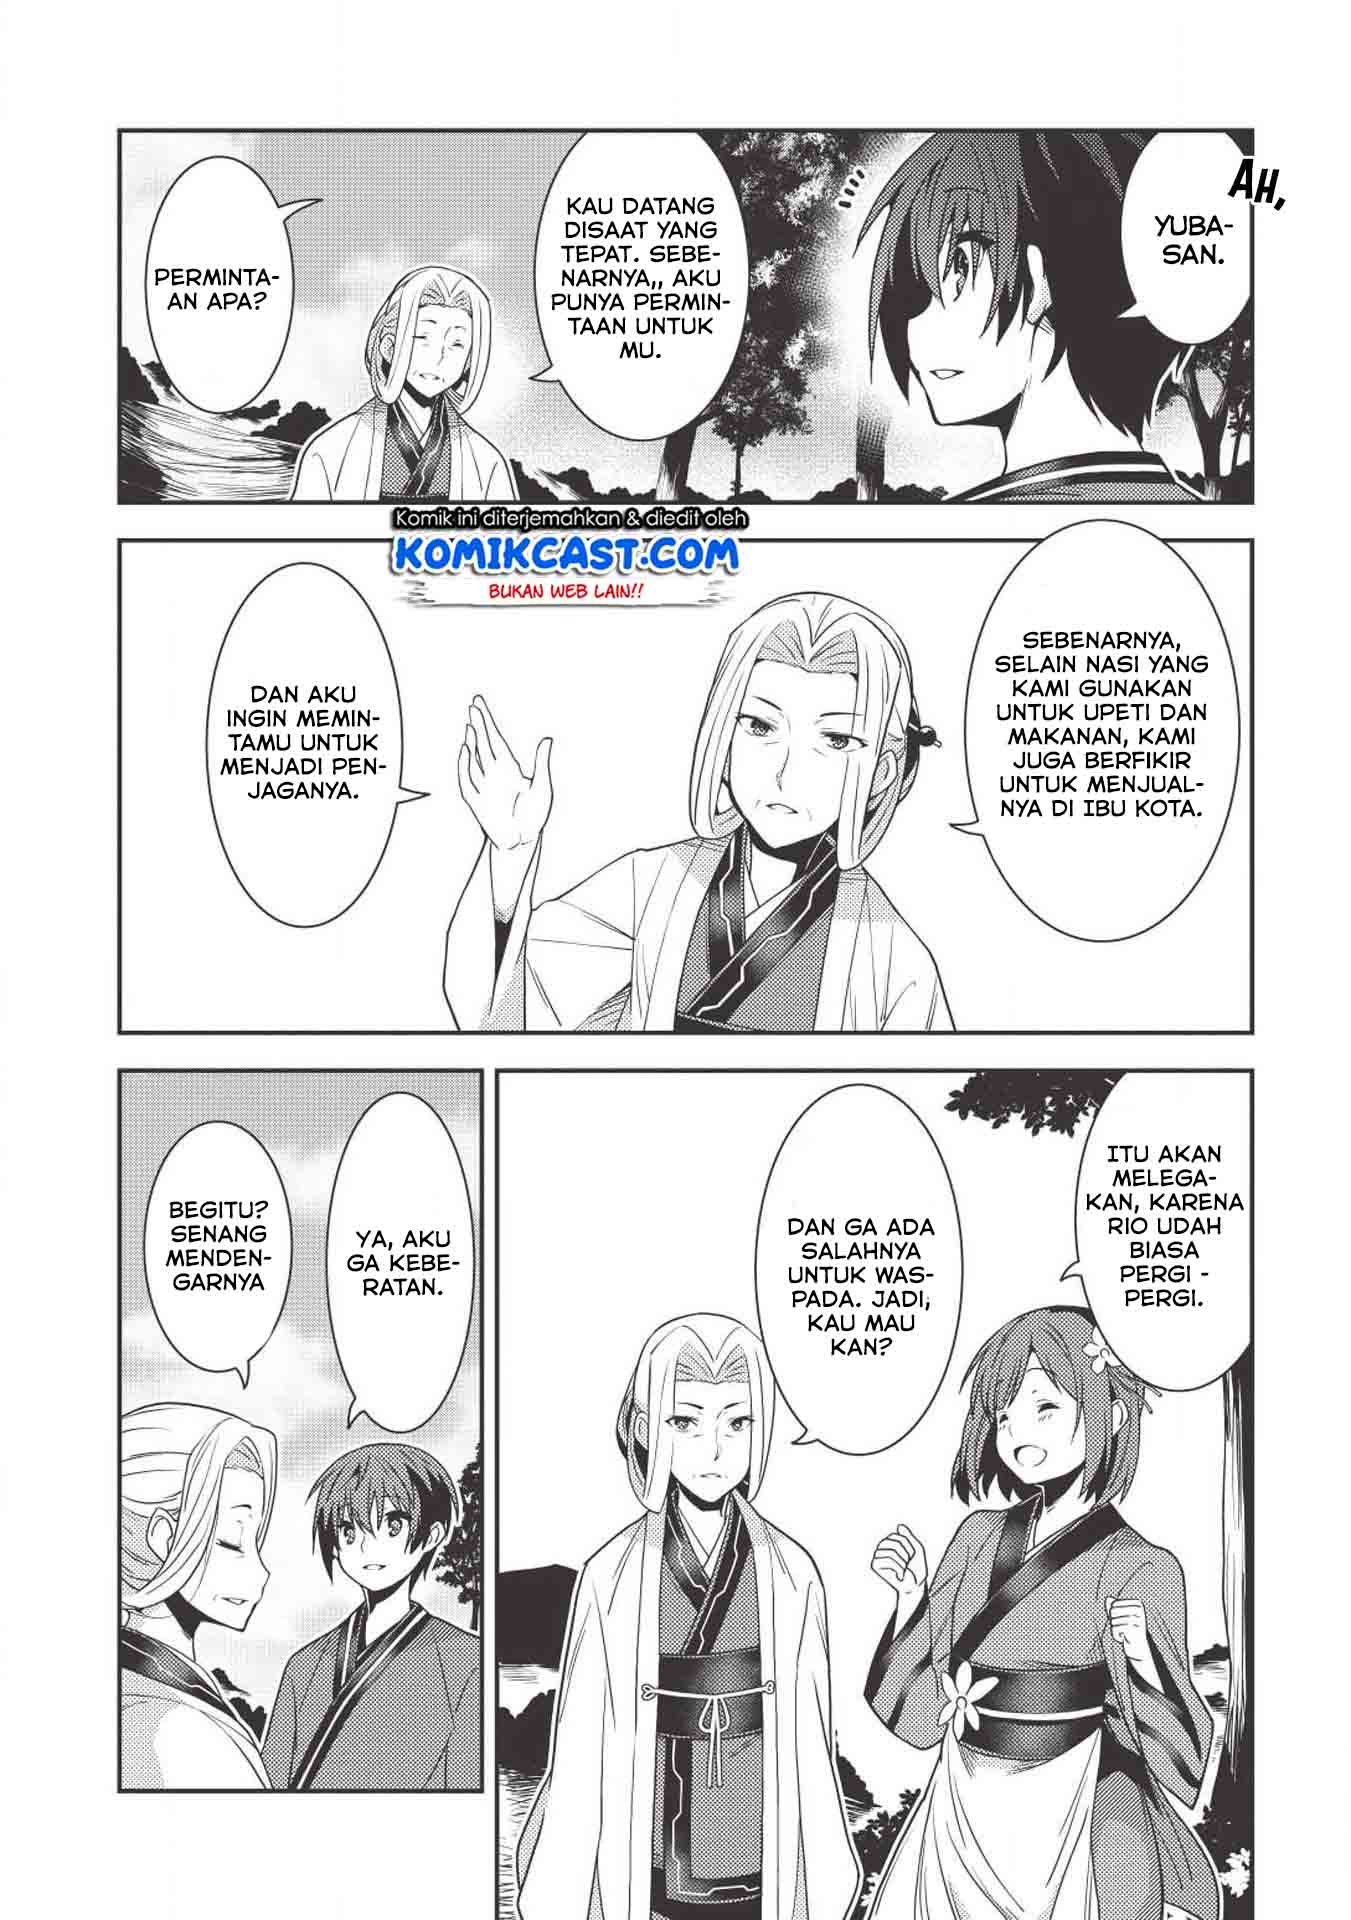 AH,
YUBA-
SAN.
KAU DATANG
DISAAT YANG
TEPAT. SEBE-
NARNYA,, AKU
PUNYA PERMIN-
TAAN UNTUK
MU.
PERMINTA-
AN APA?
Komik ini diterjemahkan & diedit oleh
KOMIKCAST.COM
BUKAN WEB LAIN!!
SEBENARNYA,
SELAIN NASI YANG
KAMI GUNAKAN
UNTUK UPETI DAN
MAKANAN, KAMI
JUGA BERFIKIR
UNTUK MENJUAL-
NYA DI IBU KOTA.
DAN AKU
INGIN MEMIN-
TAMU UNTUK
MENJADI PEN-
JAGANYA.
ITU AKAN
MELEGA-
KAN, KARENA
RIO UDAH
BIASA
PERGI -
PERGI.
DAN GA ADA
SALAHNYA
UNTUK WAS-
PADA. JADI,
KAU MAU
KAN?
YA, AKU
GA KEBE-
RATAN.
BEGITU?
SENANG
MENDEN-
GARNYA